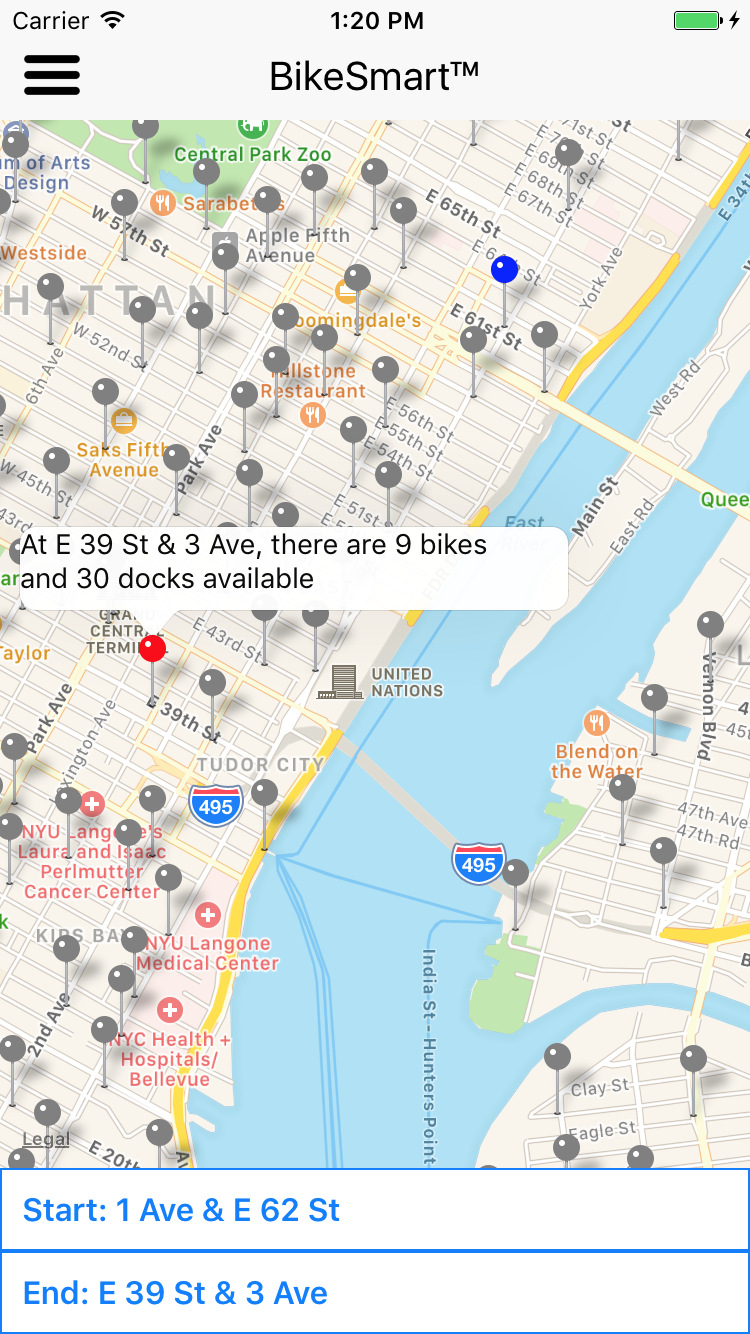 Carrier 1:20 PM
BikeSmart™
Central Park Zoo
m of Arts
Design
E 71st St
E 69th St
E 68th St
E 67th St
E 65th St
E 34th
W 57th St
Apple Fifth
Avenue
Westside
York Ave
HATTAN
E 61st St
W 52nd St
6th Ave
West Rd
Restaurant
E 56th St
E 55th St
E 54th St
Saks Fifth
Avenue
Park Ave
W 45th St
E 51st St
Main St
East Rd
Quee
East
River
At E 39 St & 3 Ave, there are 9 bikes
and 30 docks available
GRAND
CENTRAL
TERMINAL
E 43rd St
Taylor
UNITED
NATIONS
Vernon Blvd
Park Ave
E 39th St
Lexington Ave
TUDOR CITY
495
Blend on
the Water
47th Ave
47th Rd
495
NYU Langone's
Laura and Isaac
Perlmutter
Cancer Center
KIPS BAY
NYU Langone
Medical Center
India St - Hunters Point
2nd Ave
NYC Health +
Hospitals/
Bellevue
Clay St
Eagle St
Legal
E 20th
Start: 1 Ave & E 62 St
End: E 39 St & 3 Ave